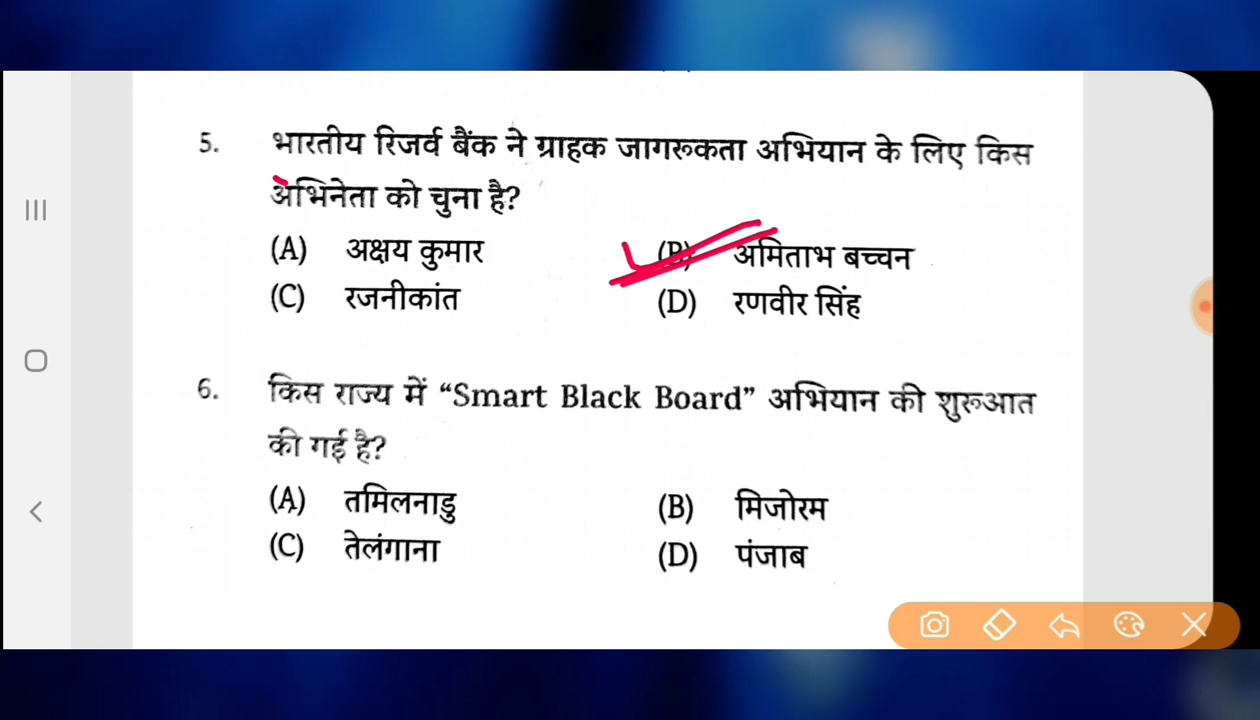 5. भारतीय रिजर्व बैंक ने ग्राहक जागरूकता अभियान के लिए किस
अभिनेता को चुना है?
(A) अक्षय कुमार (B) अमिताभ बच्चन
(C) रजनीकांत (D) रणवीर सिंह
6. किस राज्य में “Smart Black Board” अभियान की शुरूआत
की गई है?
(A) तमिलनाडु (B) मिजोरम
(C) तेलंगाना (D) पंजाब